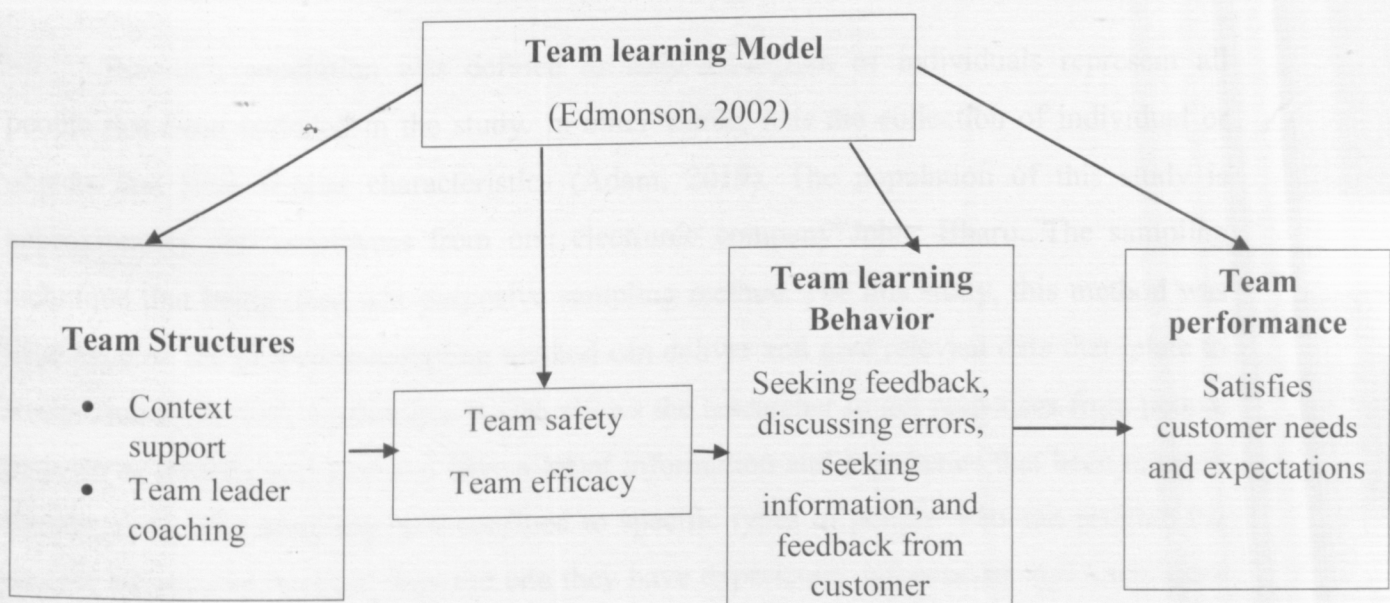 Team learning Model
(Edmonson, 2002)
Team Structures
• Context
support
• Team leader
coaching
Team safety
Team efficacy
Team learning
Behavior
Seeking feedback,
discussing errors,
seeking
information, and
feedback from
customer
Team
performance
Satisfies
customer needs
and expectations